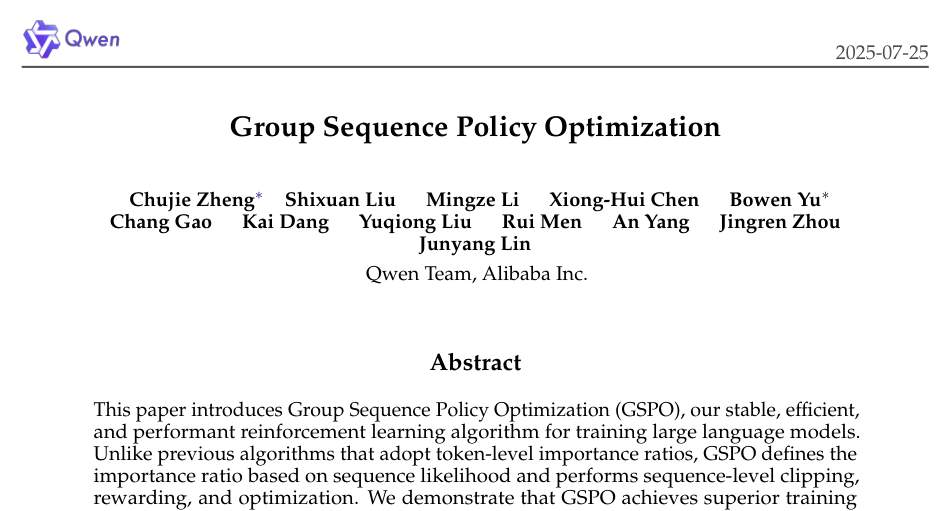 Qwen
2025-07-25
Group Sequence Policy Optimization
Chujie Zheng* Shixuan Liu Mingze Li Xiong-Hui Chen Bowen Yu*
Chang Gao Kai Dang Yuqiong Liu Rui Men An Yang Jingren Zhou
Junyang Lin
Qwen Team, Alibaba Inc.
Abstract
This paper introduces Group Sequence Policy Optimization (GSPO), our stable, efficient,
and performant reinforcement learning algorithm for training large language models.
Unlike previous algorithms that adopt token-level importance ratios, GSPO defines the
importance ratio based on sequence likelihood and performs sequence-level clipping,
rewarding, and optimization. We demonstrate that GSPO achieves superior training